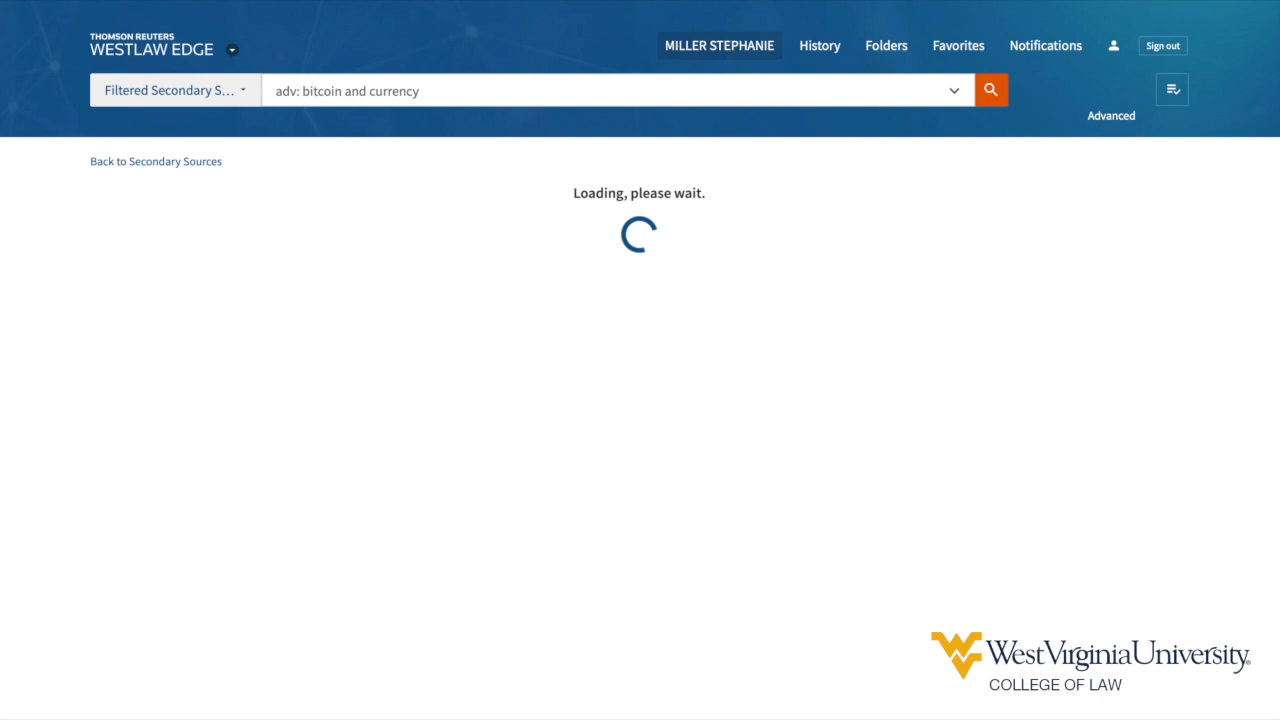 THOMSON REUTERS
WESTLAW EDGE
MILLER STEPHANIE History Folders Favorites Notifications Sign out
Filtered Secondary S... adv: bitcoin and currency
Advanced
Back to Secondary Sources
Loading, please wait.
WV WestVirginiaUniversity®
COLLEGE OF LAW